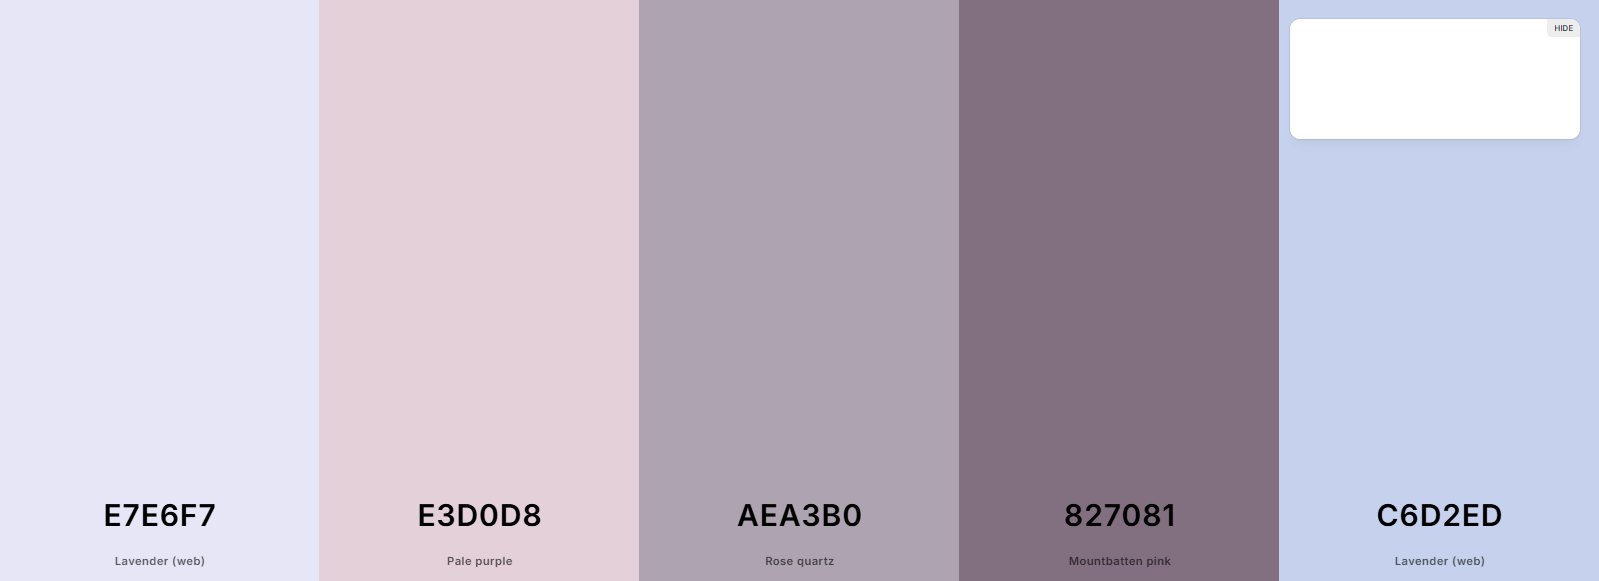 HIDE
E7E6F7
Lavender (web)
E3D0D8
Pale purple
AEA3B0
Rose quartz
827081
Mountbatten pink
C6D2ED
Lavender (web)